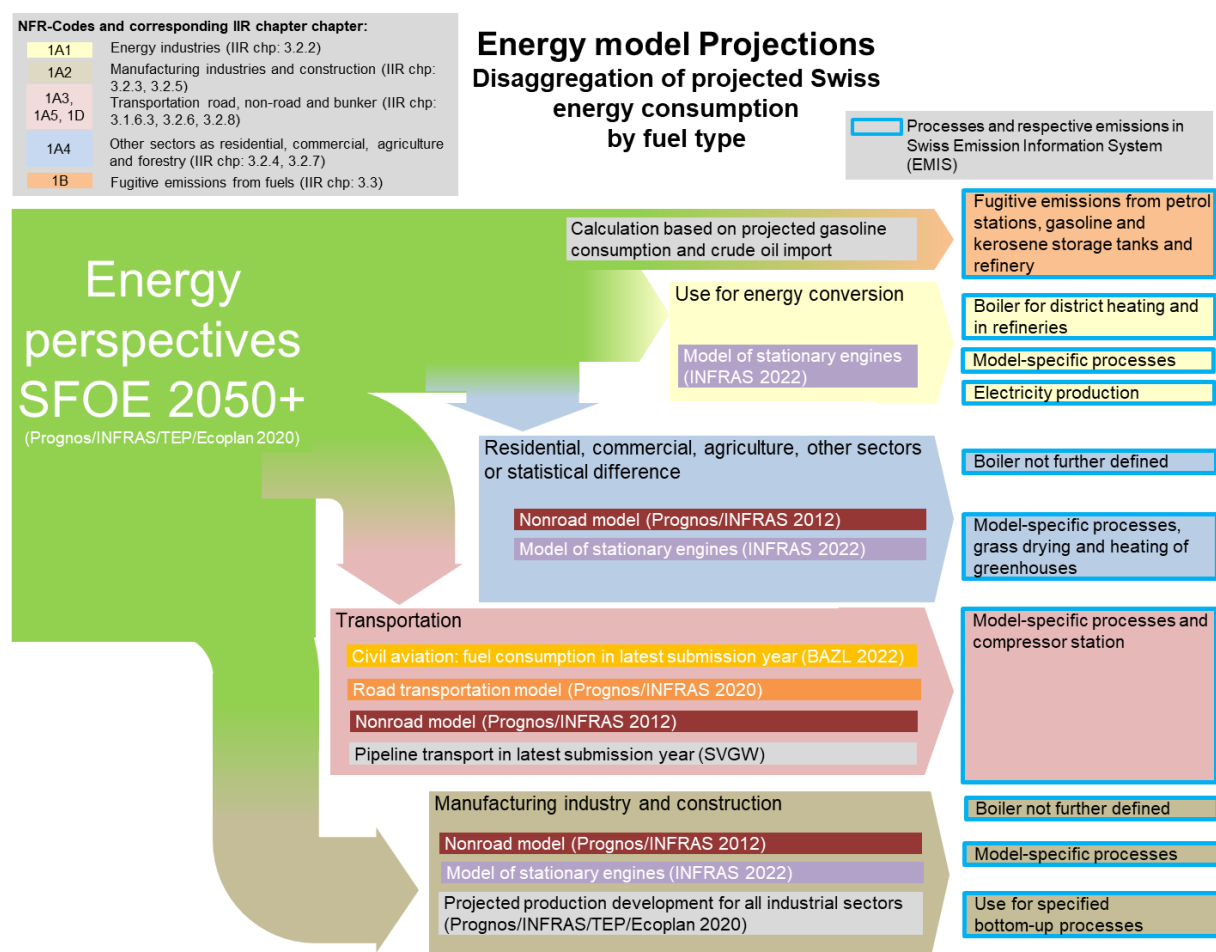 NFR-Codes and corresponding IIR chapter chapter:
1A1
Energy industries (IIR chp: 3.2.2)
1A2
Manufacturing industries and construction (IIR chp:
3.2.3, 3.2.5)
1A3,
1A5, 1D
Transportation road, non-road and bunker (IIR chp:
3.1.6.3, 3.2.6, 3.2.8)
1A4
Other sectors as residential, commercial, agriculture
and forestry (IIR chp: 3.2.4, 3.2.7)
1B
Fugitive emissions from fuels (IIR chp: 3.3)
Energy model Projections
Disaggregation of projected Swiss
energy consumption
by fuel type
Processes and respective emissions in
Swiss Emission Information System
(EMIS)
Energy
perspectives
SFOE 2050+
(Prognos/INFRAS/TEP/Ecoplan 2020)
Calculation based on projected gasoline
consumption and crude oil import
Fugitive emissions from petrol
stations, gasoline and
kerosene storage tanks and
refinery
Use for energy conversion
Model of stationary engines
(INFRAS 2022)
Boiler for district heating and
in refineries
Model-specific processes
Electricity production
Residential, commercial, agriculture, other sectors
or statistical difference
Nonroad model (Prognos/INFRAS 2012)
Model of stationary engines (INFRAS 2022)
Boiler not further defined
Model-specific processes,
grass drying and heating of
greenhouses
Transportation
Civil aviation: fuel consumption in latest submission year (BAZL 2022)
Road transportation model (Prognos/INFRAS 2020)
Nonroad model (Prognos/INFRAS 2012)
Pipeline transport in latest submission year (SVGW)
Model-specific processes and
compressor station
Manufacturing industry and construction
Nonroad model (Prognos/INFRAS 2012)
Model of stationary engines (INFRAS 2022)
Projected production development for all industrial sectors
(Prognos/INFRAS/TEP/Ecoplan 2020)
Boiler not further defined
Model-specific processes
Use for specified
bottom-up processes